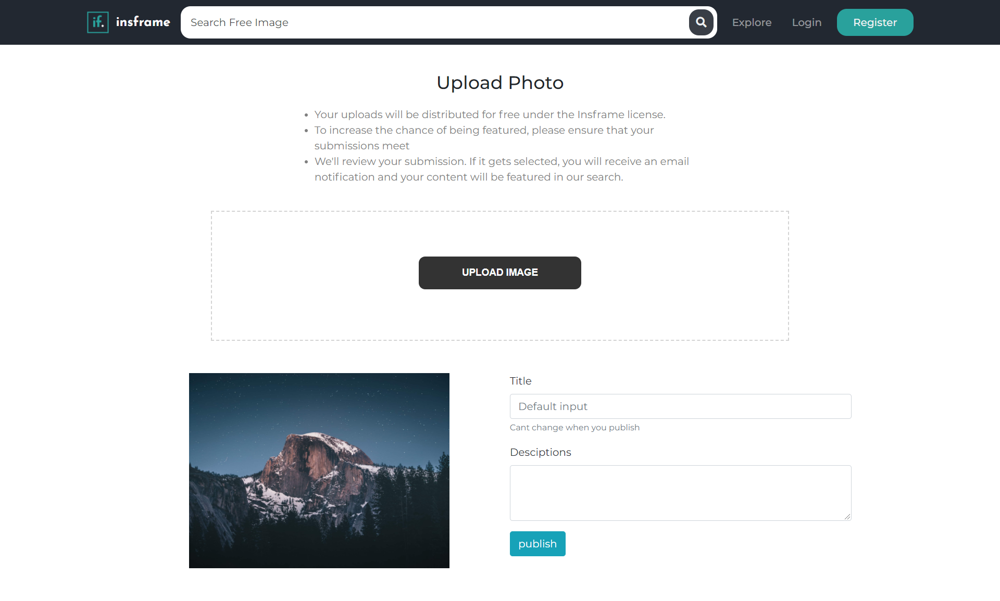 if. insframe Search Free Image Explore Login Register
Upload Photo
Your uploads will be distributed for free under the Insframe license.
To increase the chance of being featured, please ensure that your
submissions meet
We'll review your submission. If it gets selected, you will receive an email
notification and your content will be featured in our search.
UPLOAD IMAGE
Title
Default input
Cant change when you publish
Desciptions
publish